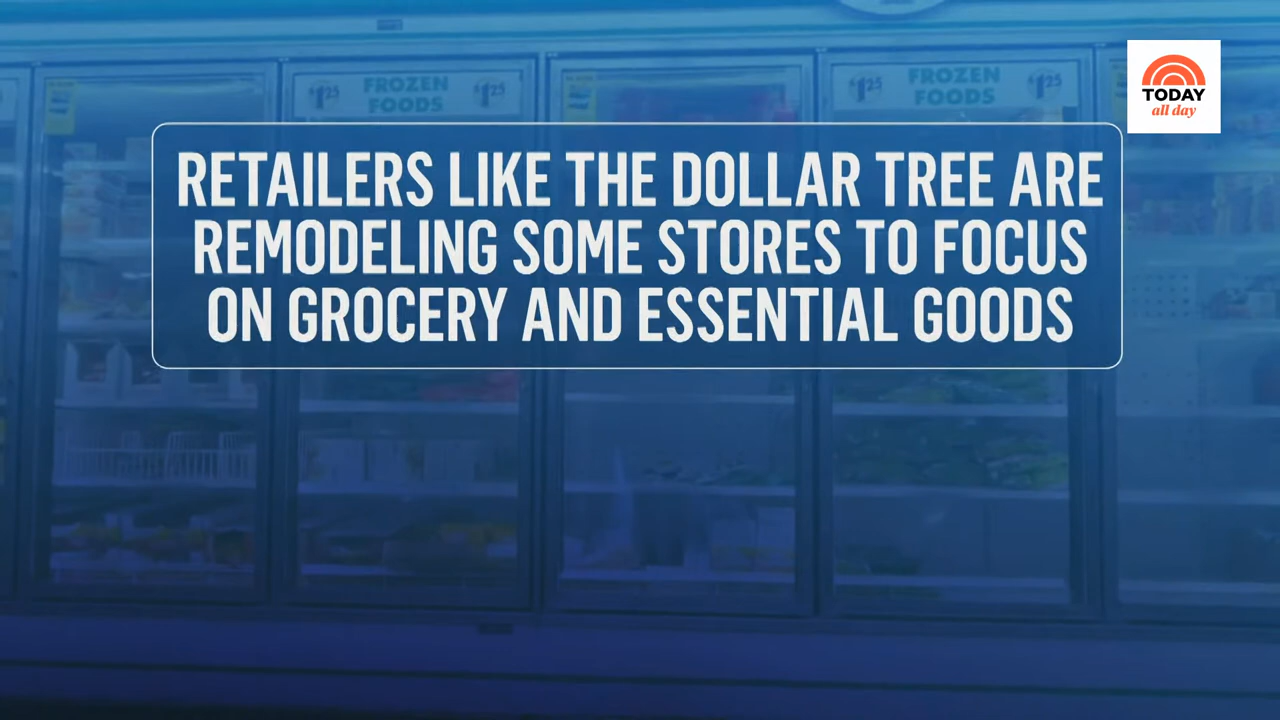 FROZEN
FOODS
$1.25
$1.25
FROZEN
FOODS
$1.25
$1.25
TODAY
all day
RETAILERS LIKE THE DOLLAR TREE ARE
REMODELING SOME STORES TO FOCUS
ON GROCERY AND ESSENTIAL GOODS